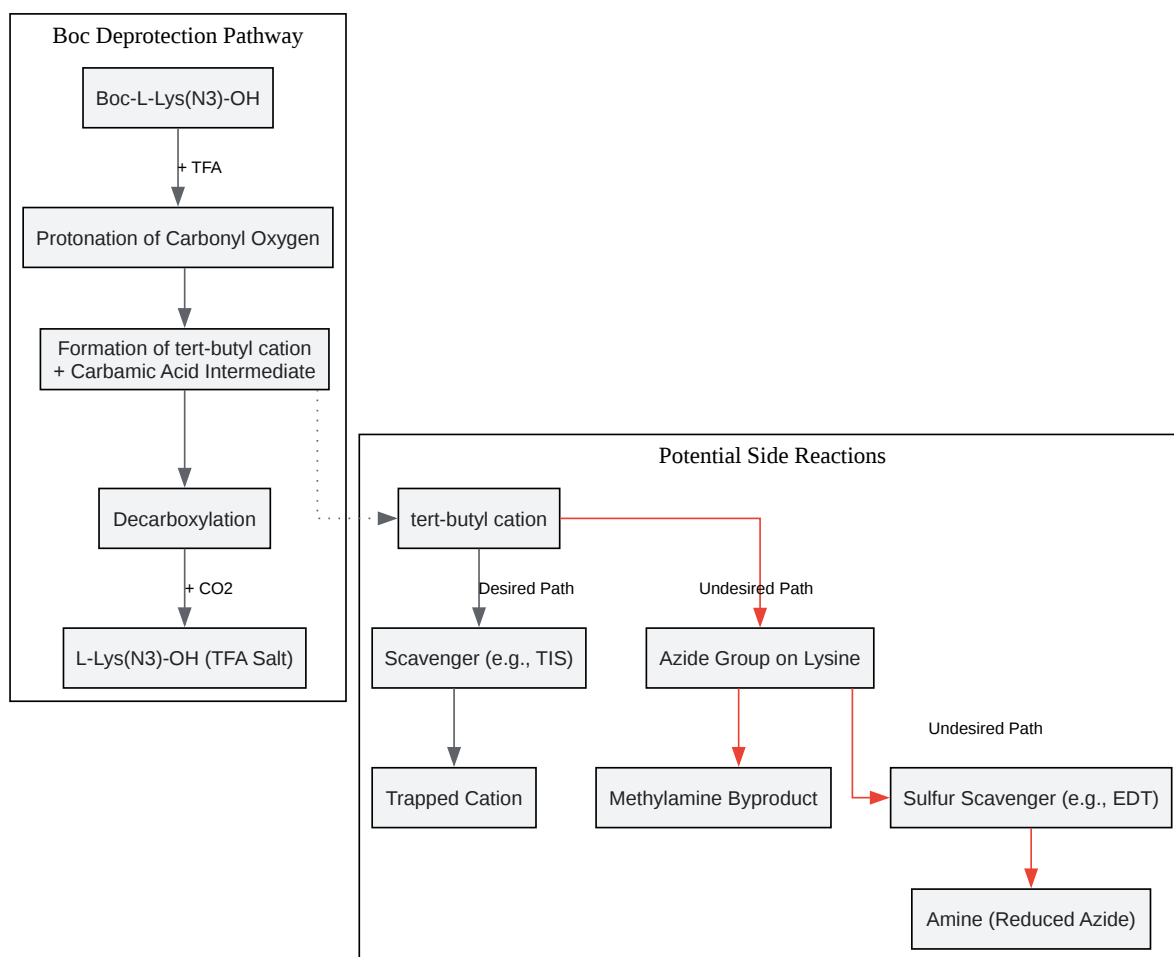 Boc Deprotection Pathway
Boc-L-Lys(N3)-OH
+ TFA
Protonation of Carbonyl Oxygen
Formation of tert-butyl cation
+ Carbamic Acid Intermediate
Decarboxylation
+ CO2
L-Lys(N3)-OH (TFA Salt)
Potential Side Reactions
tert-butyl cation
Desired Path
Undesired Path
Scavenger (e.g., TIS)
Azide Group on Lysine
Undesired Path
Trapped Cation
Methylamine Byproduct
Sulfur Scavenger (e.g., EDT)
Amine (Reduced Azide)